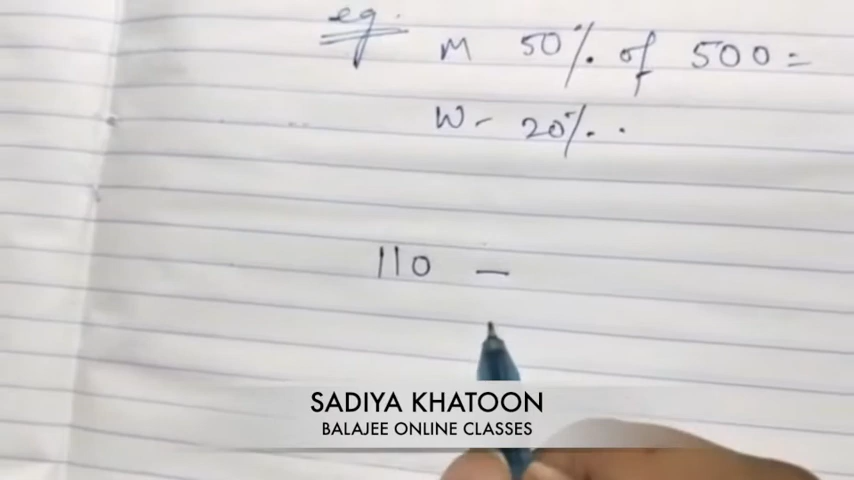 eg.
M 50% of 500 =
W - 20%.
110 -
SADIYA KHATOON
BALAJEE ONLINE CLASSES